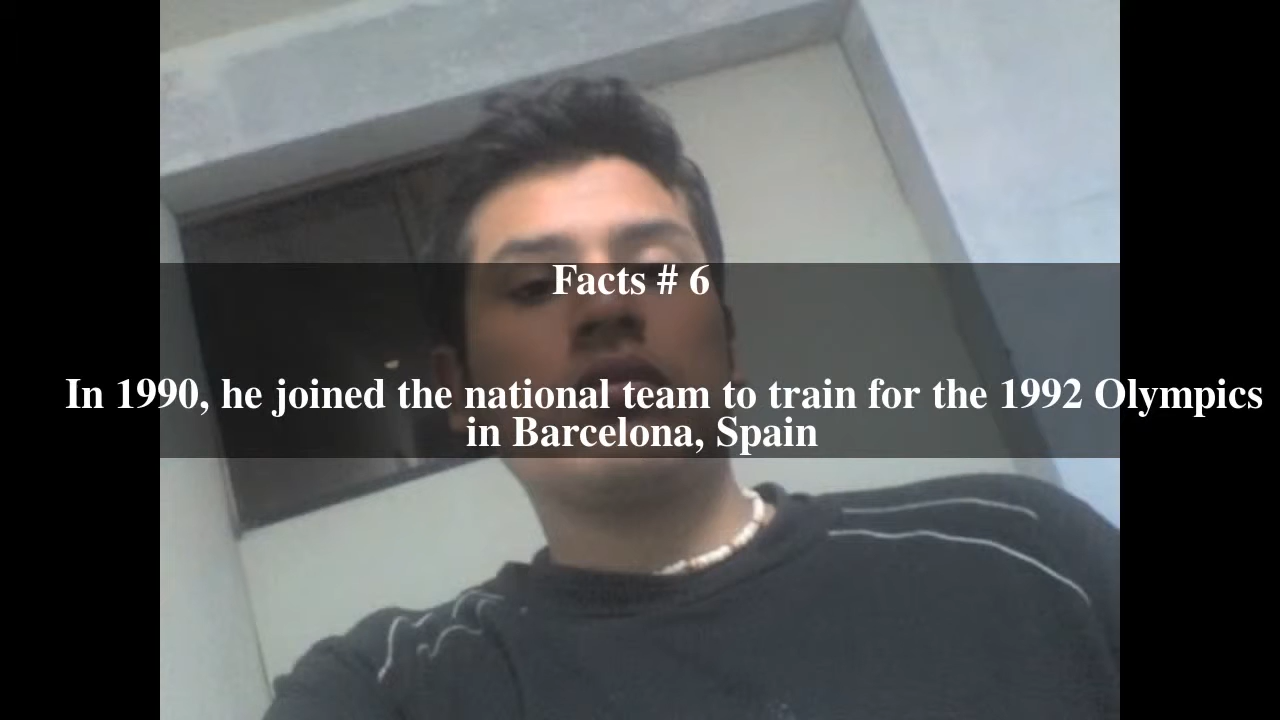 Facts # 6
In 1990, he joined the national team to train for the 1992 Olympics
in Barcelona, Spain